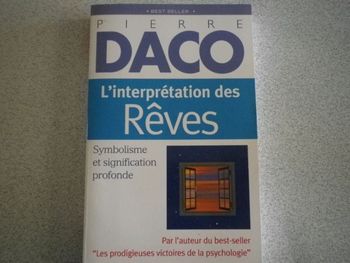 • BEST SELLER •
PIERRE
DACO
L'interprétation des
Rêves
Symbolisme
et signification
profonde
Par l'auteur du best-seller
"Les prodigieuses victoires de la psychologie"